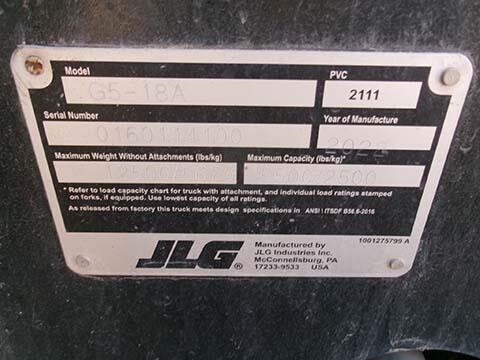 Model
G5-18A
PVC
2111
Serial Number
Year of Manufacture
Maximum Weight Without Attachments (lbs/kg)
Maximum Capacity (lbs/kg)*
* Refer to load capacity chart for truck with attachment, and individual load ratings stamped
on forks, if equipped. Use lowest capacity of all ratings.
As released from factory this truck meets design specifications in ANSI \ ITSDF B56.6-2016
JLG®
Manufactured by
JLG Industries Inc.
McConnellsburg, PA
17233-9533 USA
1001275799 A